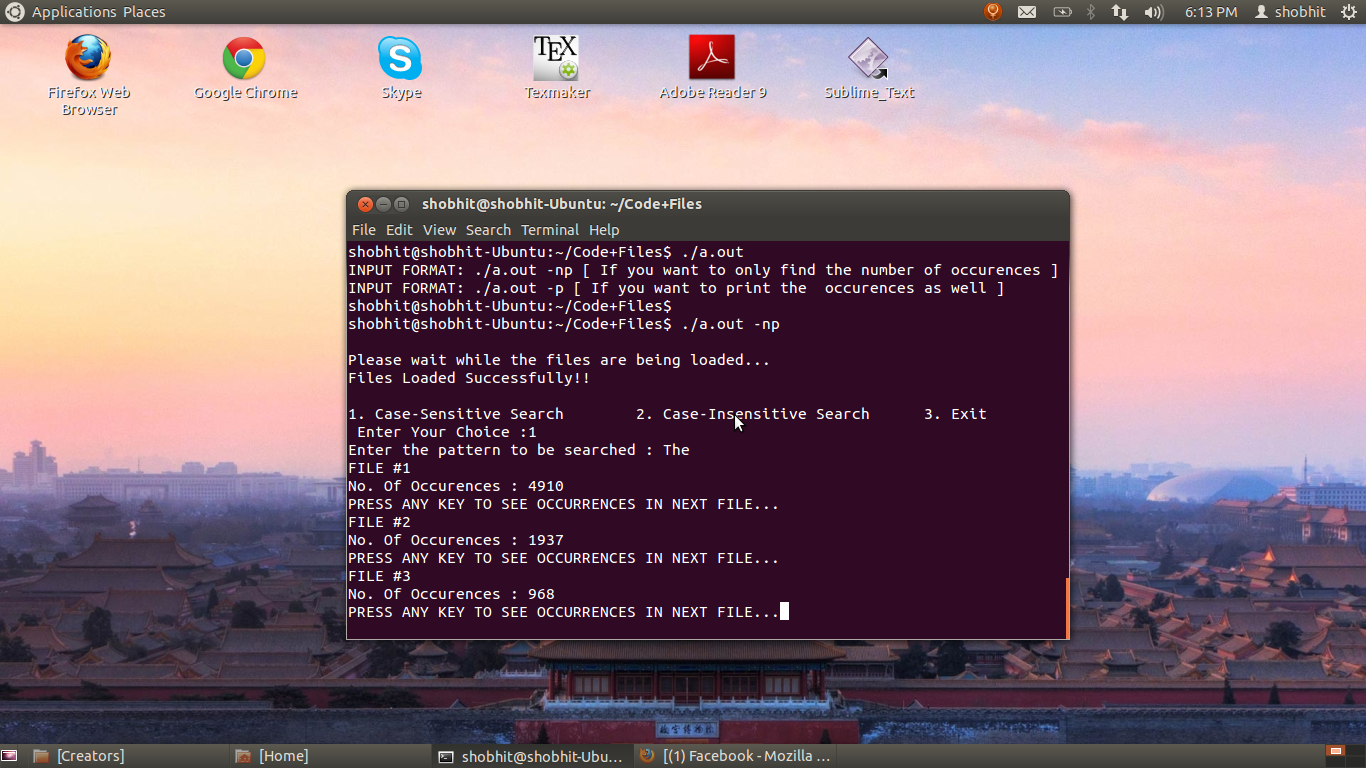 Applications Places
6:13 PM shobhit
Firefox Web
Browser
Google Chrome
Skype
TEX
Texmaker
Adobe Reader 9
Sublime_Text
shobhit@shobhit-Ubuntu: ~/Code+Files
File Edit View Search Terminal Help
shobhit@shobhit-Ubuntu:~/Code+Files$ ./a.out
INPUT FORMAT: ./a.out -np [ If you want to only find the number of occurences ]
INPUT FORMAT: ./a.out -p [ If you want to print the  occurences as well ]
shobhit@shobhit-Ubuntu:~/Code+Files$
shobhit@shobhit-Ubuntu:~/Code+Files$ ./a.out -np
Please wait while the files are being loaded...
Files Loaded Successfully!!
1. Case-Sensitive Search        2. Case-Insensitive Search      3. Exit
 Enter Your Choice :1
Enter the pattern to be searched : The
FILE #1
No. Of Occurences : 4910
PRESS ANY KEY TO SEE OCCURRENCES IN NEXT FILE...
FILE #2
No. Of Occurences : 1937
PRESS ANY KEY TO SEE OCCURRENCES IN NEXT FILE...
FILE #3
No. Of Occurences : 968
PRESS ANY KEY TO SEE OCCURRENCES IN NEXT FILE...
[Creators]
[Home]
shobhit@shobhit-Ubu...
[(1) Facebook - Mozilla ...